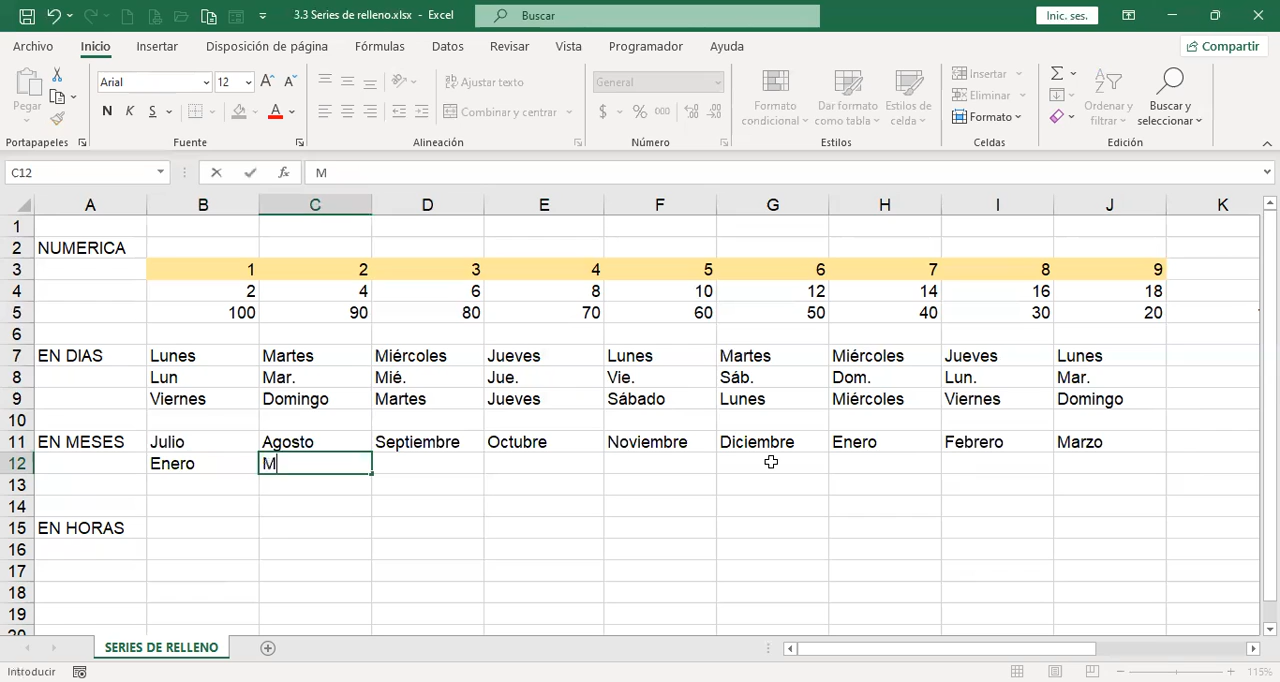 3.3 Series de relleno.xlsx - Excel
Buscar
Inic. ses.
Archivo Inicio Insertar Disposición de página Fórmulas Datos Revisar Vista Programador Ayuda
Compartir
Pegar
Portapapeles
Arial 12
N K S
Fuente
Ajustar texto
Combinar y centrar
Alineación
General
$ % 000
Número
Formato condicional
Dar formato como tabla
Estilos de celda
Estilos
Insertar
Eliminar
Formato
Celdas
Ordenar y filtrar
Buscar y seleccionar
Edición
C12 fx M
A B C D E F G H I J K
1
2 NUMERICA
3 1 2 3 4 5 6 7 8 9
4 2 4 6 8 10 12 14 16 18
5 100 90 80 70 60 50 40 30 20
6
7 EN DIAS Lunes Martes Miércoles Jueves Lunes Martes Miércoles Jueves Lunes
8 Lun Mar. Mié. Jue. Vie. Sáb. Dom. Lun. Mar.
9 Viernes Domingo Martes Jueves Sábado Lunes Miércoles Viernes Domingo
10
11 EN MESES Julio Agosto Septiembre Octubre Noviembre Diciembre Enero Febrero Marzo
12 Enero M
13
14
15 EN HORAS
16
17
18
19
20
SERIES DE RELLENO
Introducir
115%